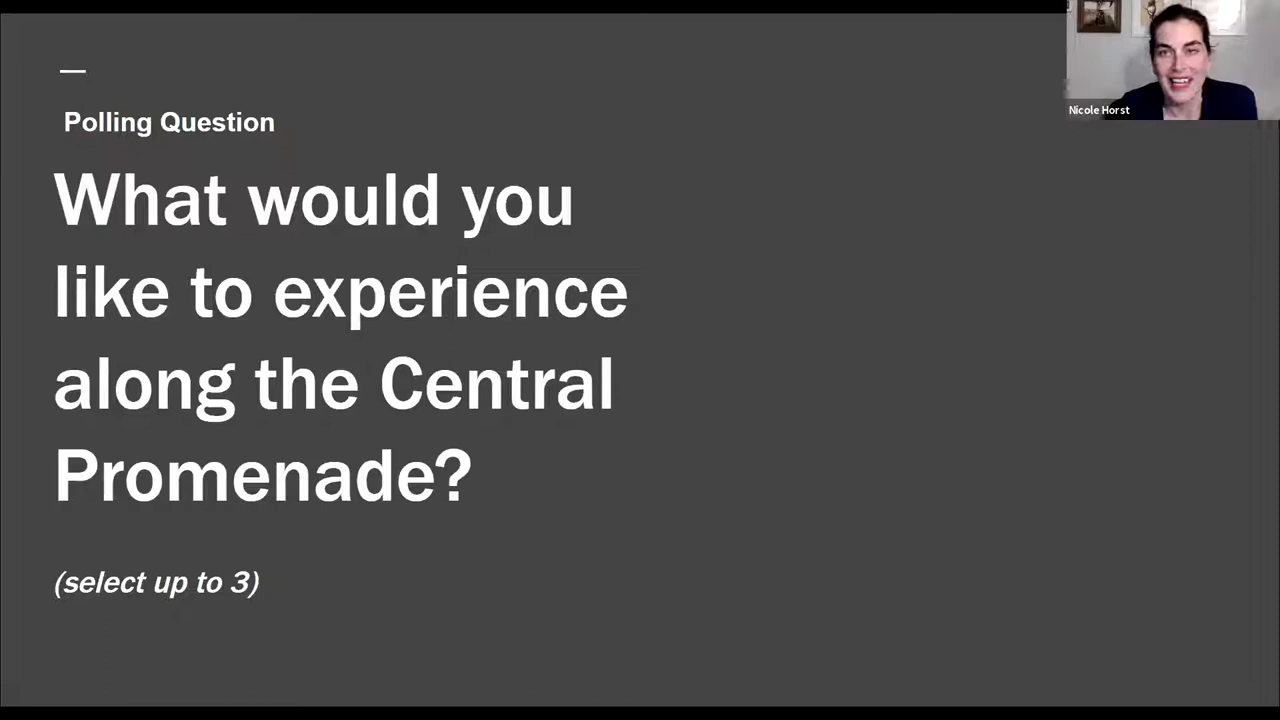 Polling Question
What would you
like to experience
along the Central
Promenade?
(select up to 3)
Nicole Horst